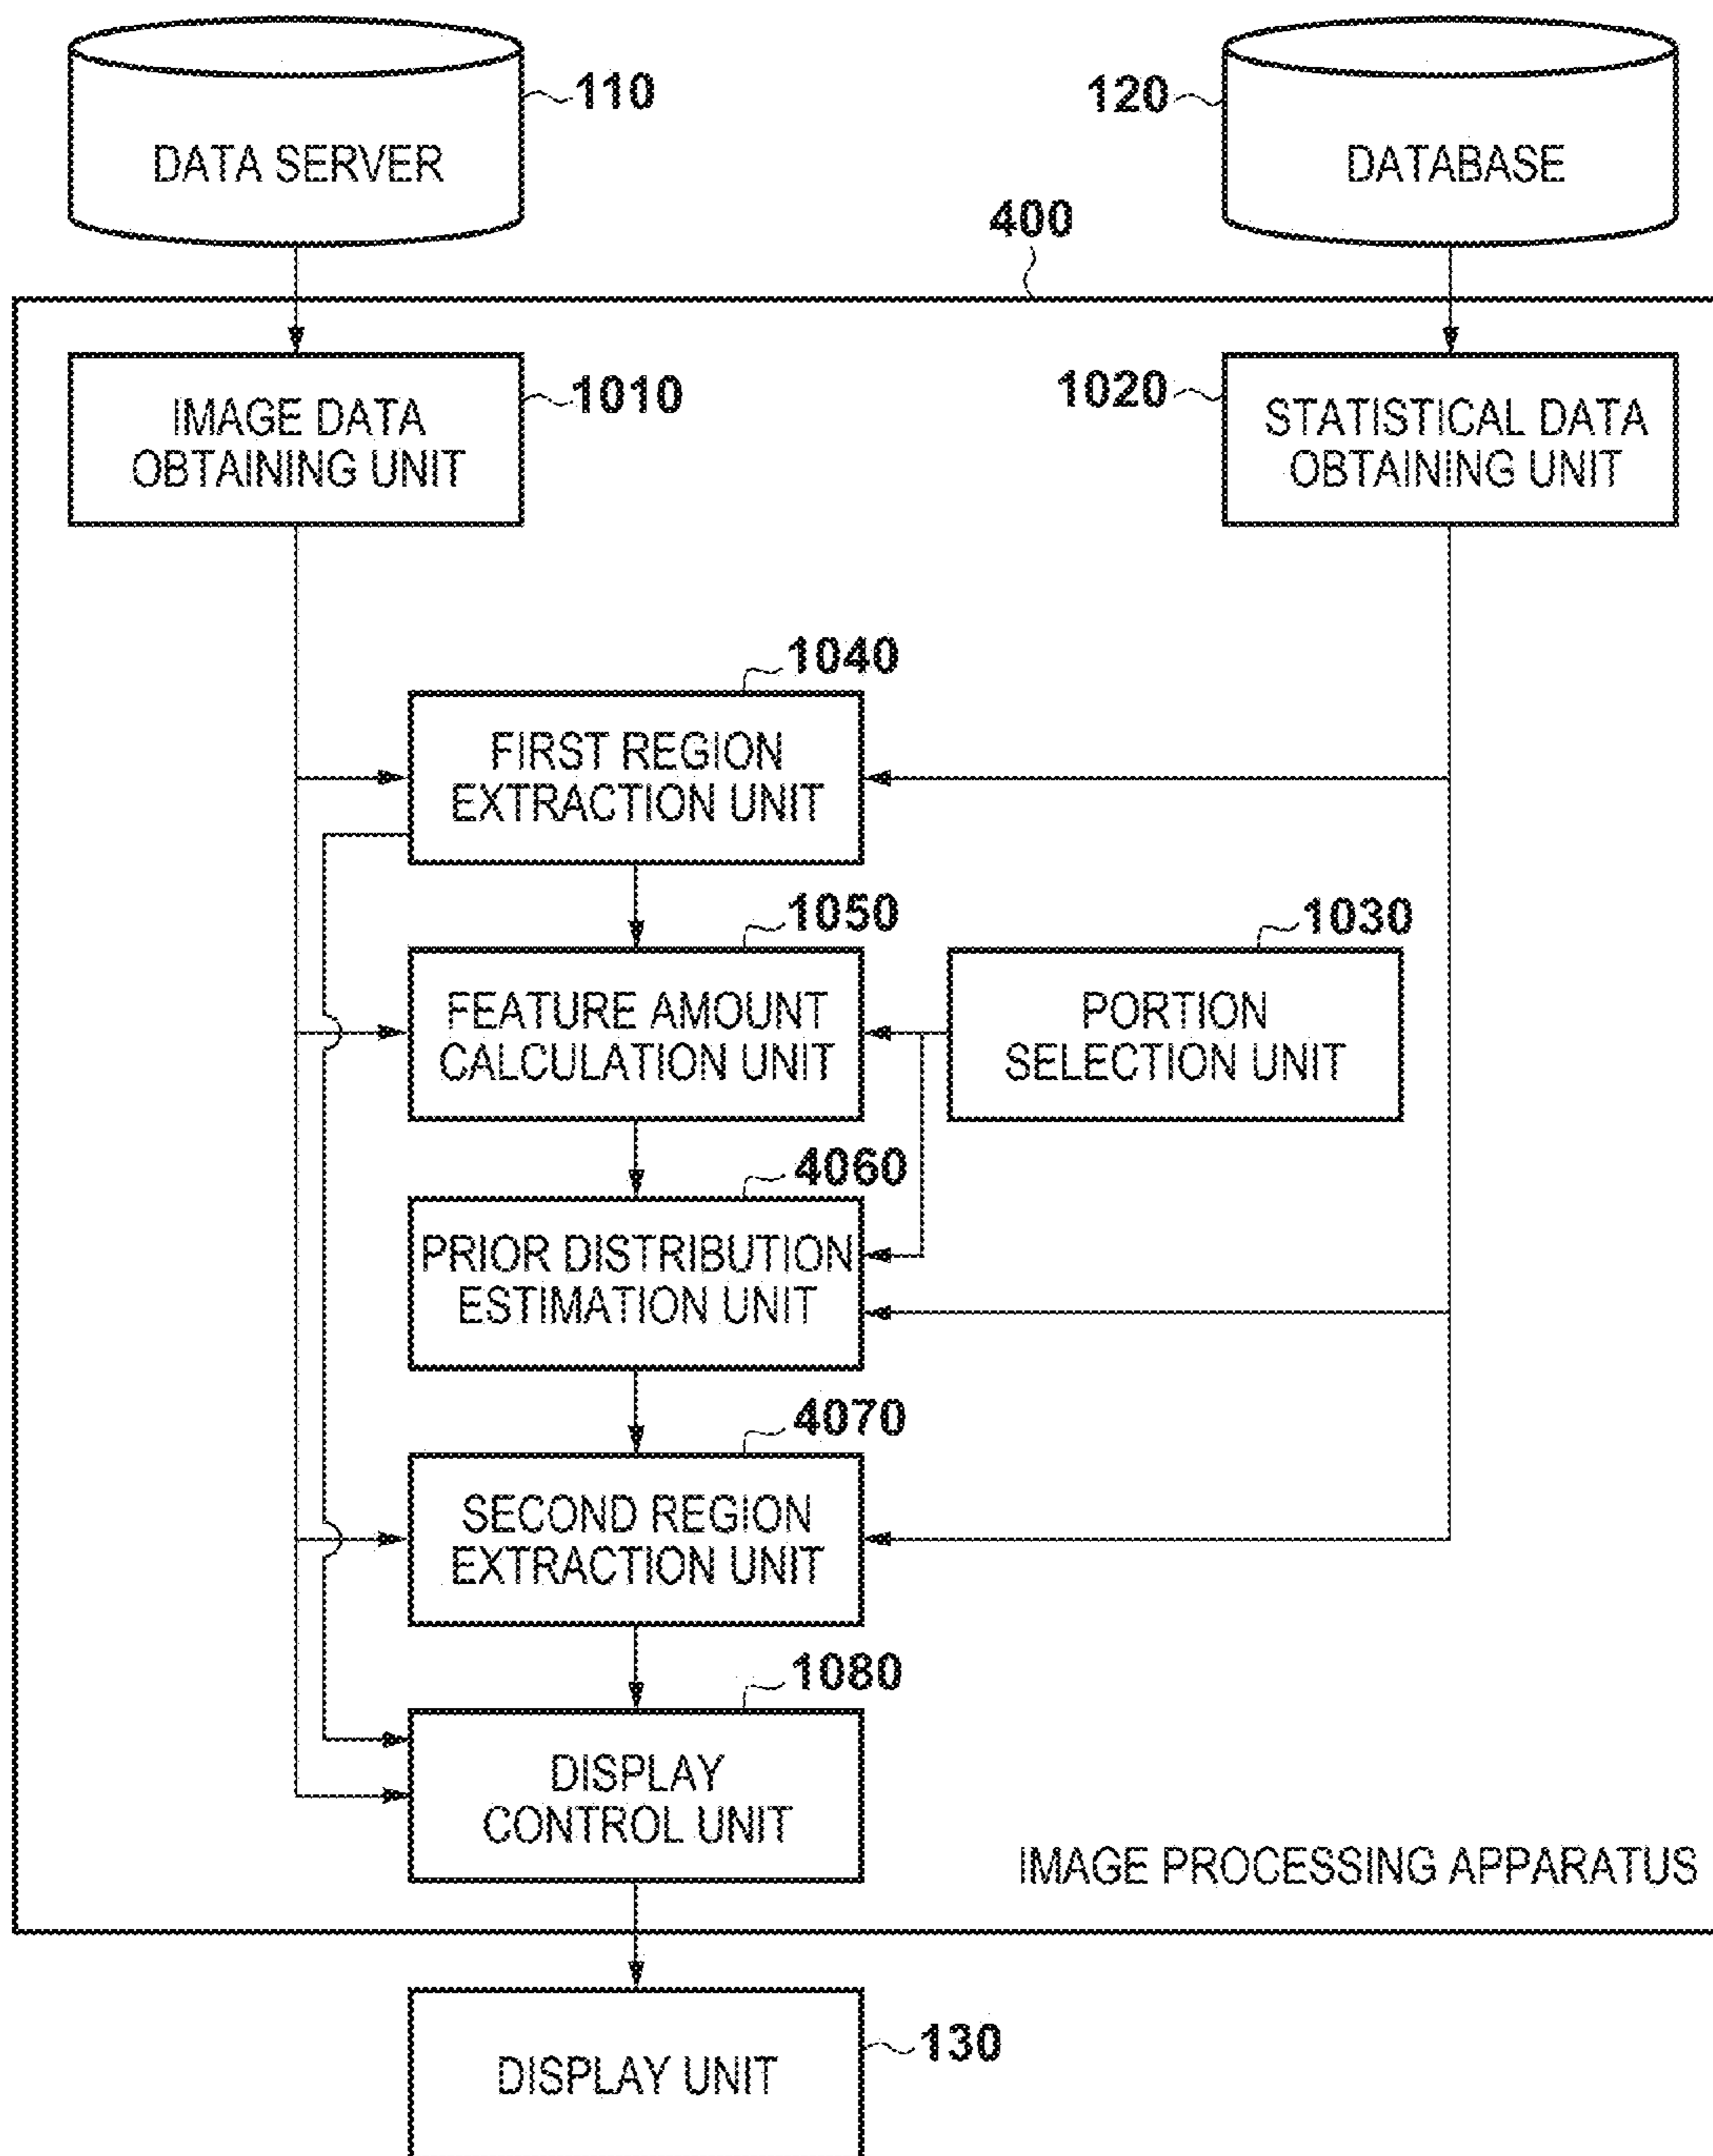 110
DATA SERVER
120
DATABASE
400
IMAGE DATA
OBTAINING UNIT
1010
1020
STATISTICAL DATA
OBTAINING UNIT
1040
FIRST REGION
EXTRACTION UNIT
1050
FEATURE AMOUNT
CALCULATION UNIT
1030
PORTION
SELECTION UNIT
4060
PRIOR DISTRIBUTION
ESTIMATION UNIT
4070
SECOND REGION
EXTRACTION UNIT
1080
DISPLAY
CONTROL UNIT
IMAGE PROCESSING APPARATUS
130
DISPLAY UNIT